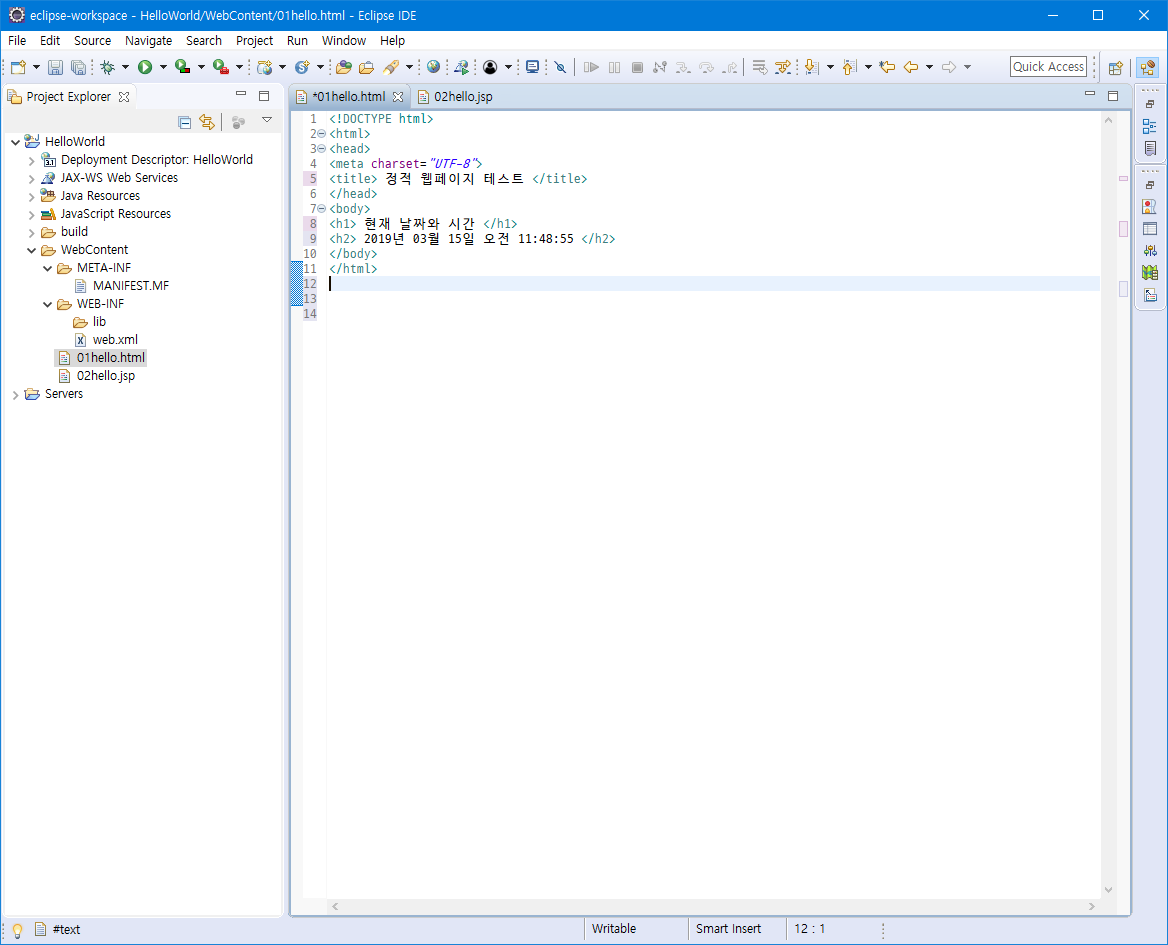 eclipse-workspace - HelloWorld/WebContent/01hello.html - Eclipse IDE
File Edit Source Navigate Search Project Run Window Help
Quick Access
Project Explorer
HelloWorld
Deployment Descriptor: HelloWorld
JAX-WS Web Services
Java Resources
JavaScript Resources
build
WebContent
META-INF
MANIFEST.MF
WEB-INF
lib
web.xml
01hello.html
02hello.jsp
Servers
*01hello.html 02hello.jsp
1 <!DOCTYPE html>
2 <html>
3 <head>
4 <meta charset="UTF-8">
5 <title> 정적 웹페이지 테스트 </title>
6 </head>
7 <body>
8 <h1> 현재 날짜와 시간 </h1>
9 <h2> 2019년 03월 15일 오전 11:48:55 </h2>
10 </body>
11 </html>
12
13
14
#text Writable Smart Insert 12 : 1